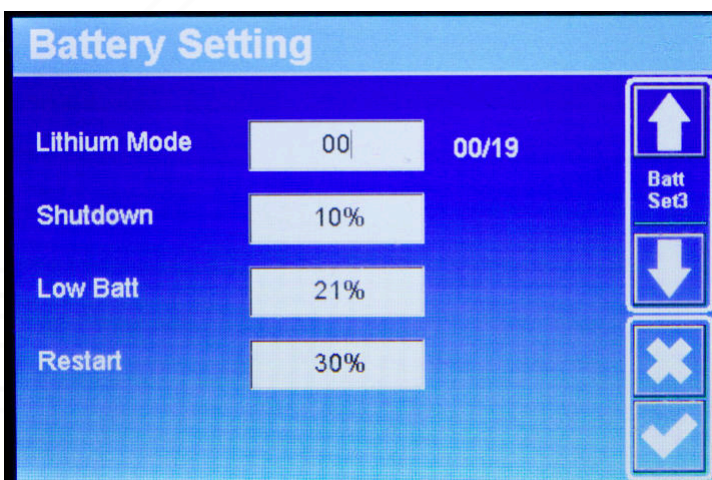 Battery Setting
Lithium Mode 00 00/19
Shutdown 10%
Low Batt 21%
Restart 30%
Batt
Set3